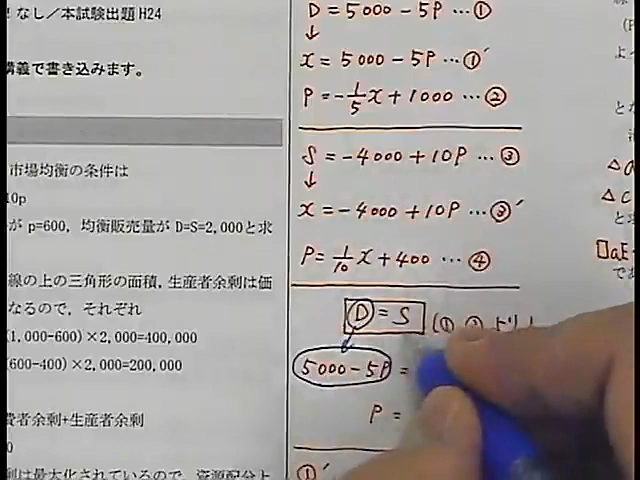 なし／本試験出題 H24
講義で書き込みます。
市場均衡の条件は
10p
が p=600, 均衡販売量が D=S=2,000と求
線の上の三角形の面積, 生産者余剰は価
なるので, それぞれ
(1,000-600)×2,000=400,000
(600-400)×2,000=200,000
費者余剰+生産者余剰
0
剰は最大化されているので, 資源配分上
D = 5000 - 5P … ①
↓
x = 5000 - 5P … ①′
P = -1/5 x + 1000 … ②
S = -4000 + 10P … ③
↓
x = -4000 + 10P … ③′
P = 1/10 x + 400 … ④
D = S (①, ③ より)
5000 - 5P =
P =
①′